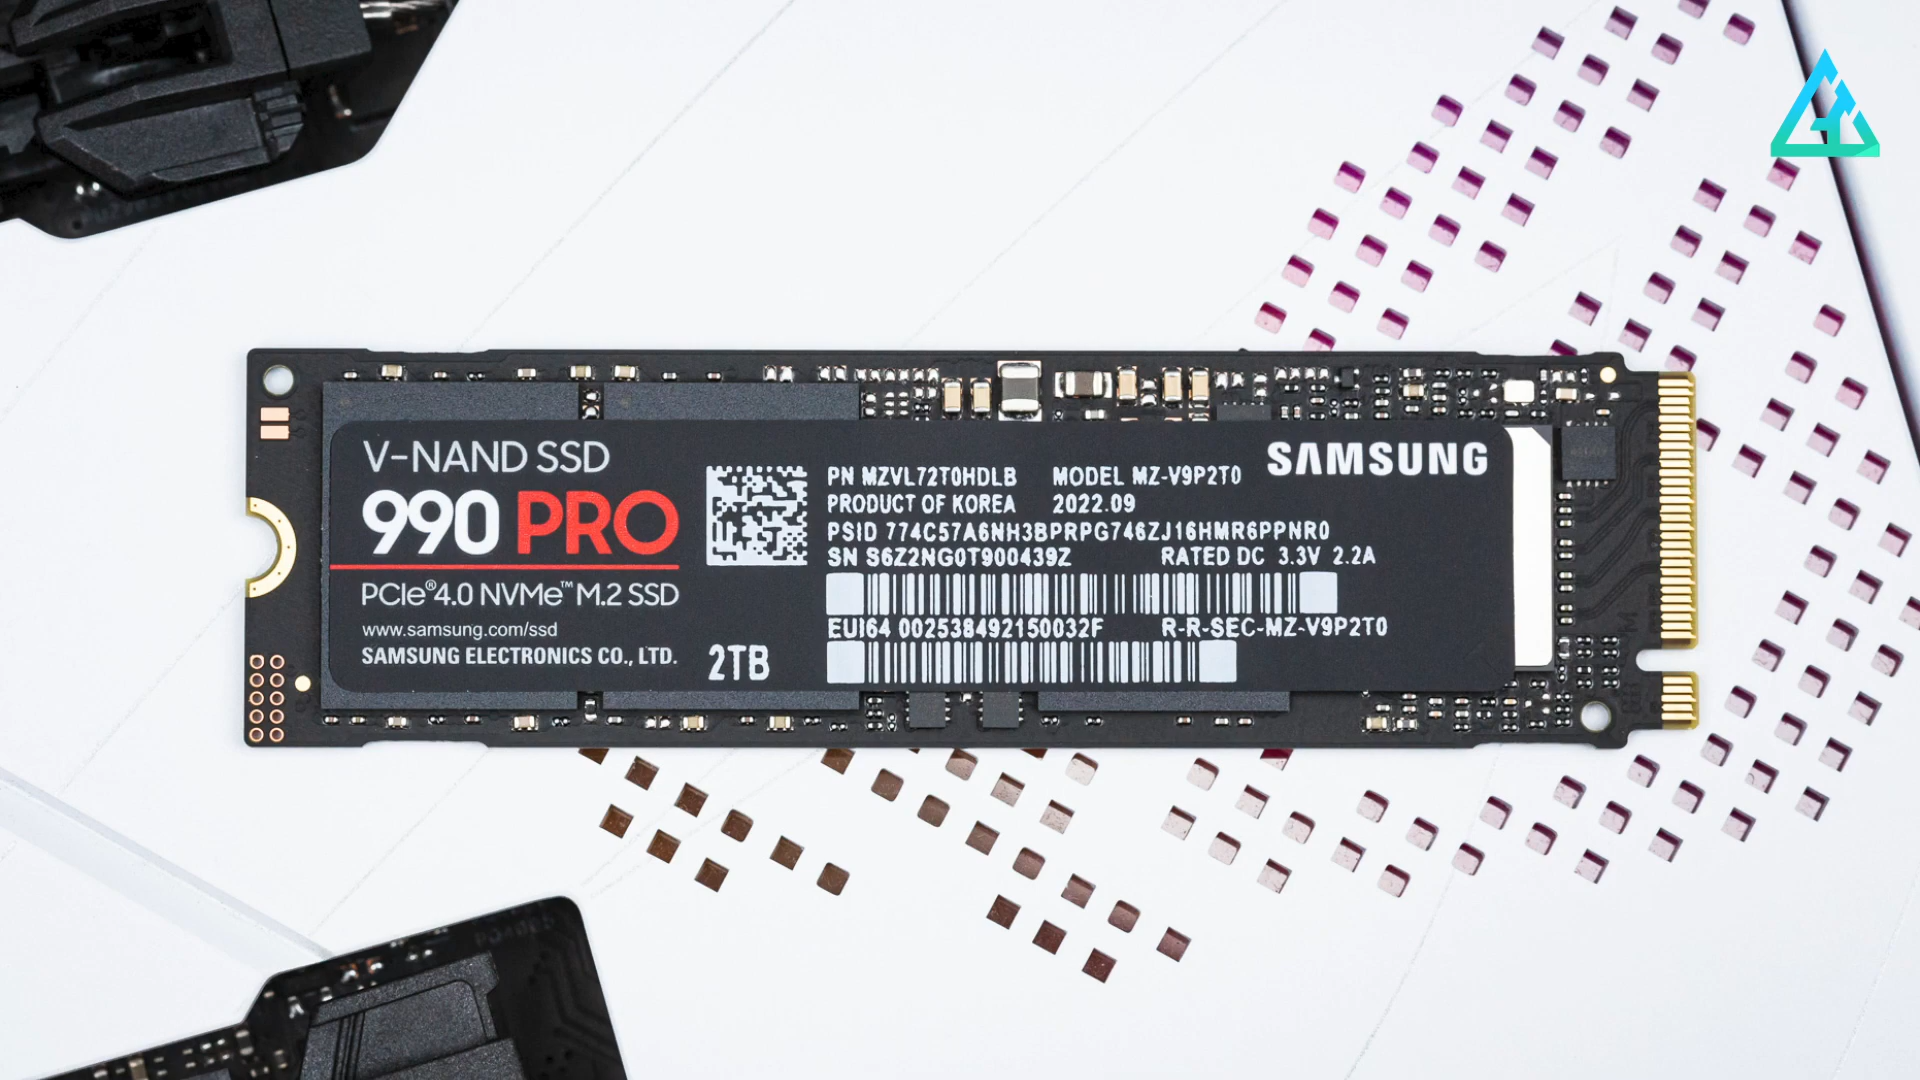 V-NAND SSD
990 PRO
PCIe®4.0 NVMe™ M.2 SSD
www.samsung.com/ssd
SAMSUNG ELECTRONICS CO., LTD.
2TB
PN MZVL72T0HDLB MODEL MZ-V9P2T0
PRODUCT OF KOREA 2022.09
PSID 774C57A6NH3BPRPG746ZJ16HMR6PPNR0
SN S6Z2NG0T900439Z RATED DC 3.3V 2.2A
EUI64 002538492150032F R-R-SEC-MZ-V9P2T0
SAMSUNG